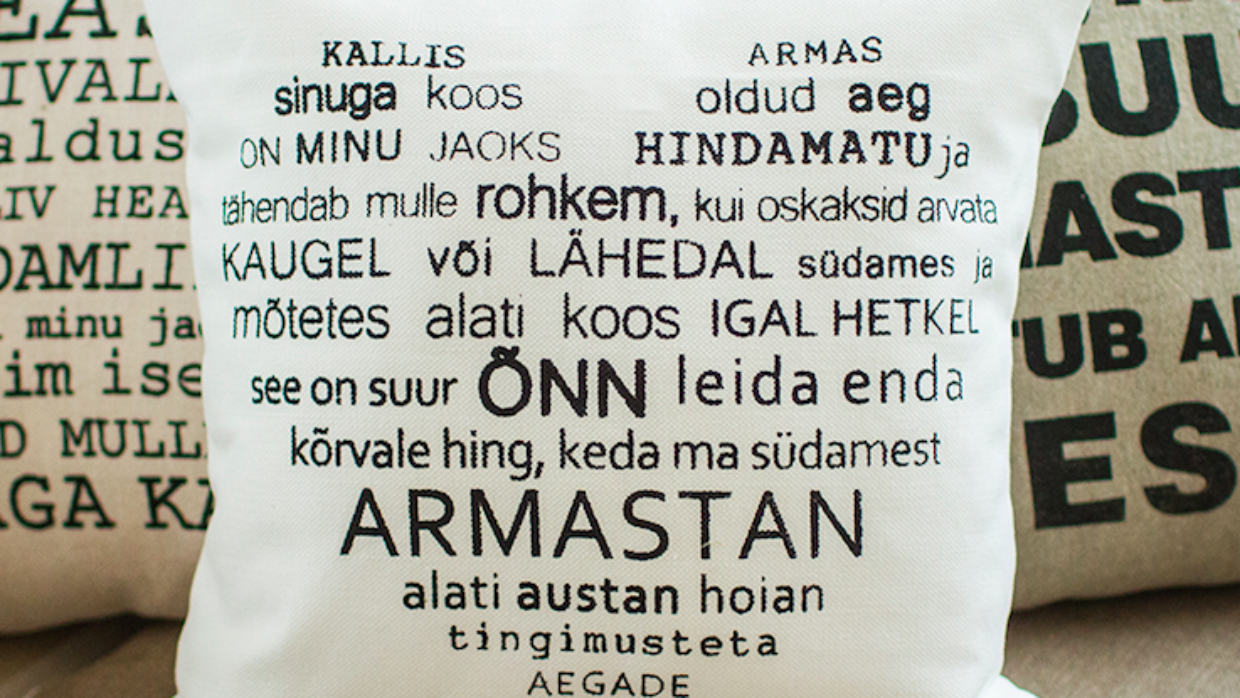 KALLIS ARMAS
sinuga koos oldud aeg
ON MINU JAOKS HINDAMATU ja
tähendab mulle rohkem, kui oskaksid arvata
KAUGEL või LÄHEDAL südames ja
mõtetes alati koos IGAL HETKEL
see on suur ÕNN leida enda
kõrvale hing, keda ma südamest
ARMASTAN
alati austan hoian
tingimusteta
AEGADE
aldus
minu